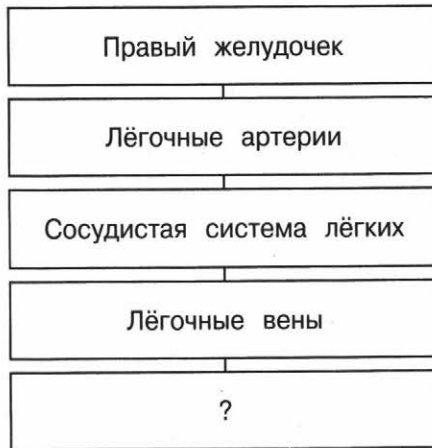 Правый желудочек
Лёгочные артерии
Сосудистая система лёгких
Лёгочные вены
?